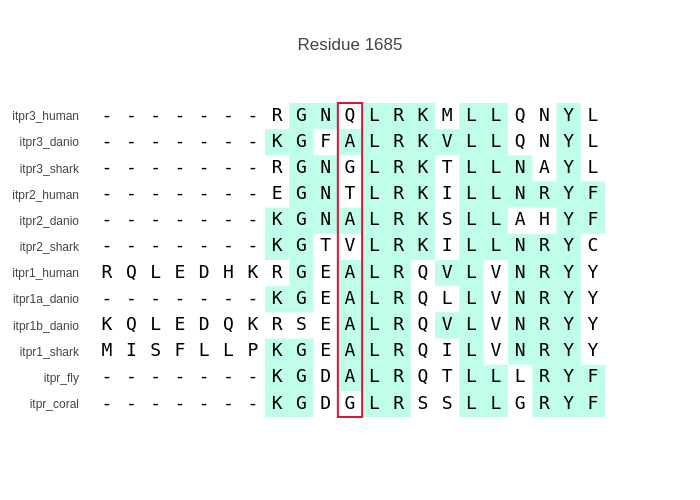 Residue 1685
itpr3_human - - - - - - - R G N Q L R K M L L Q N Y L
itpr3_danio - - - - - - - K G F A L R K V L L Q N Y L
itpr3_shark - - - - - - - R G N G L R K T L L N A Y L
itpr2_human - - - - - - - E G N T L R K I L L N R Y F
itpr2_danio - - - - - - - K G N A L R K S L L A H Y F
itpr2_shark - - - - - - - K G T V L R K I L L N R Y C
itpr1_human R Q L E D H K R G E A L R Q V L V N R Y Y
itpr1a_danio - - - - - - - K G E A L R Q L L V N R Y Y
itpr1b_danio K Q L E D Q K R S E A L R Q V L V N R Y Y
itpr1_shark M I S F L L P K G E A L R Q I L V N R Y Y
itpr_fly - - - - - - - K G D A L R Q T L L L R Y F
itpr_coral - - - - - - - K G D G L R S S L L G R Y F